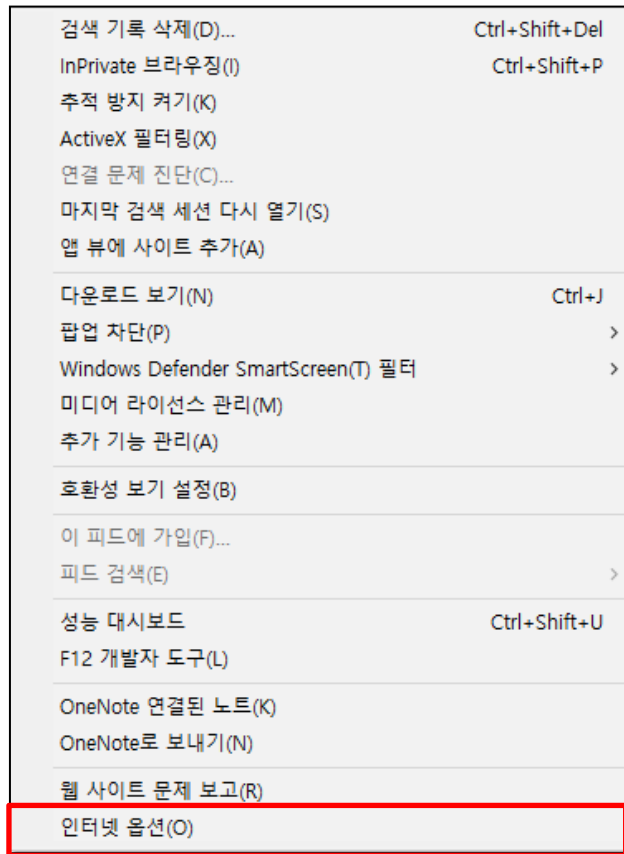 검색 기록 삭제(D)... Ctrl+Shift+Del
InPrivate 브라우징(I) Ctrl+Shift+P
추적 방지 켜기(K)
ActiveX 필터링(X)
연결 문제 진단(C)...
마지막 검색 세션 다시 열기(S)
앱 뷰에 사이트 추가(A)
다운로드 보기(N) Ctrl+J
팝업 차단(P)
Windows Defender SmartScreen(T) 필터
미디어 라이선스 관리(M)
추가 기능 관리(A)
호환성 보기 설정(B)
이 피드에 가입(F)...
피드 검색(E)
성능 대시보드 Ctrl+Shift+U
F12 개발자 도구(L)
OneNote 연결된 노트(K)
OneNote로 보내기(N)
웹 사이트 문제 보고(R)
인터넷 옵션(O)